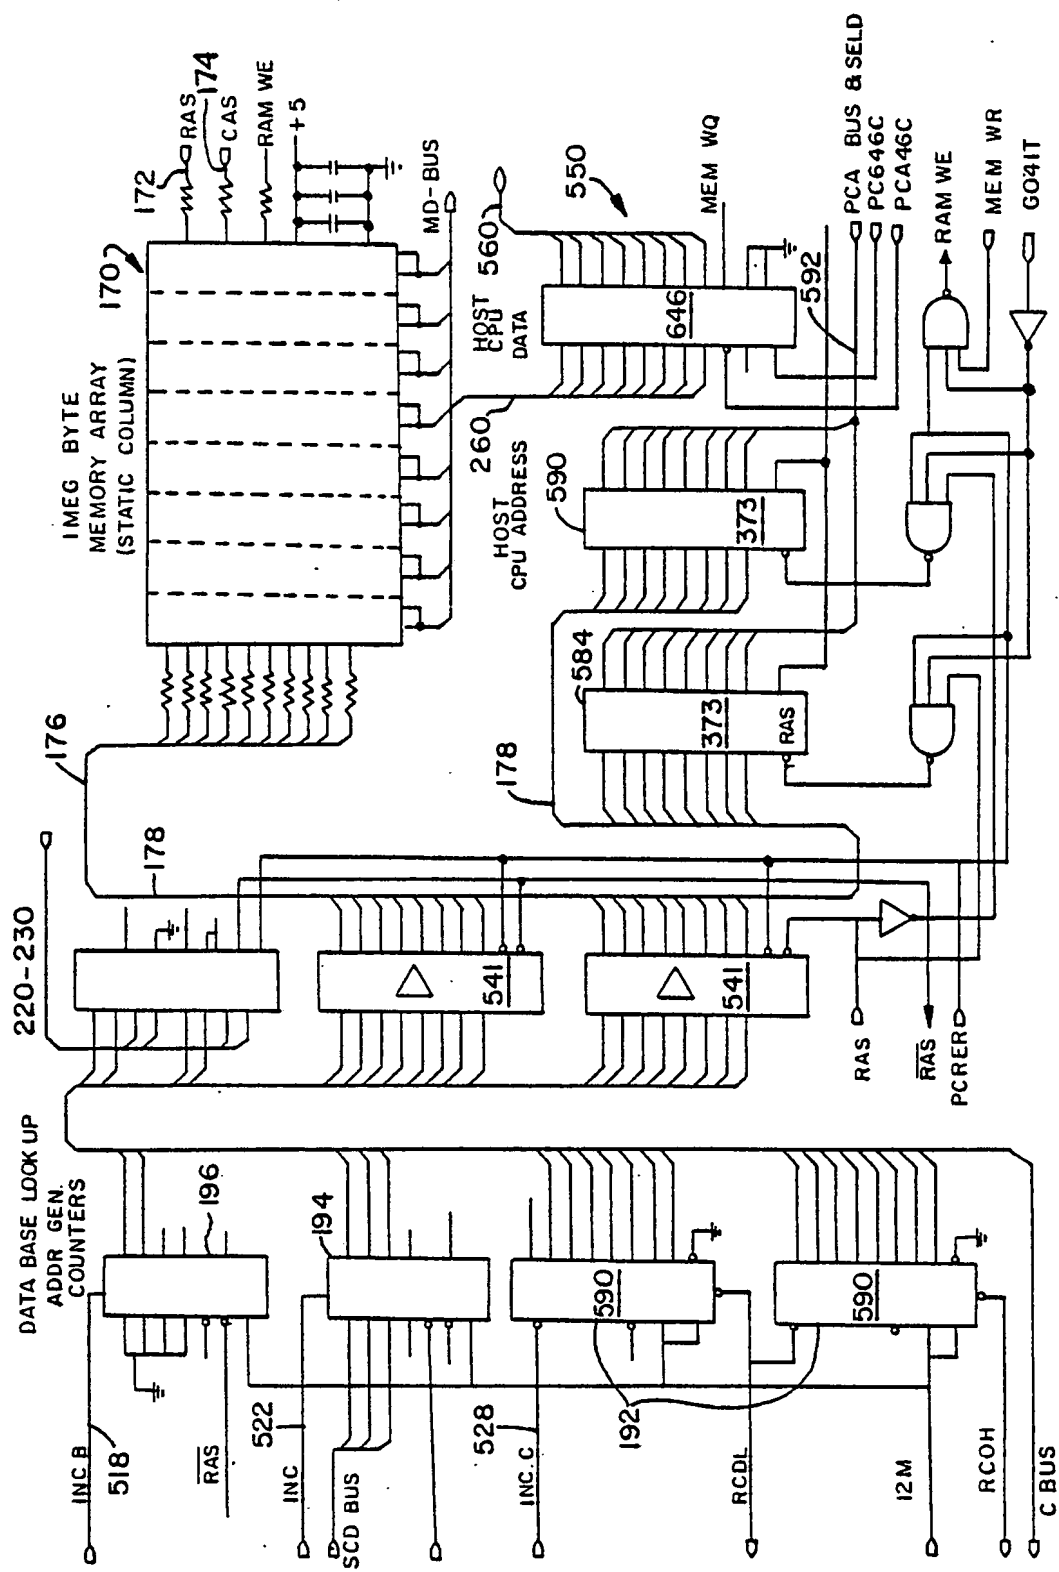 IMEG BYTE
MEMORY ARRAY
(STATIC COLUMN)
170
172
RAS
174
CAS
RAM WE
+5
MD-BUS
176
178
220-230
DATA BASE LOOK UP
ADDR GEN.
COUNTERS
196
194
INC B
518
RAS
INC
522
SCD BUS
INC. C
528
590
192
RCDL
590
12M
RCOH
C BUS
541
541
RAS
RAS
PCRER
178
584
373
RAS
HOST
CPU ADDRESS
590
373
260
HOST
CPU
DATA
560
646
550
MEM WQ
592
PCA BUS & SELD
PC646C
PCA46C
RAM WE
MEM WR
GO41T